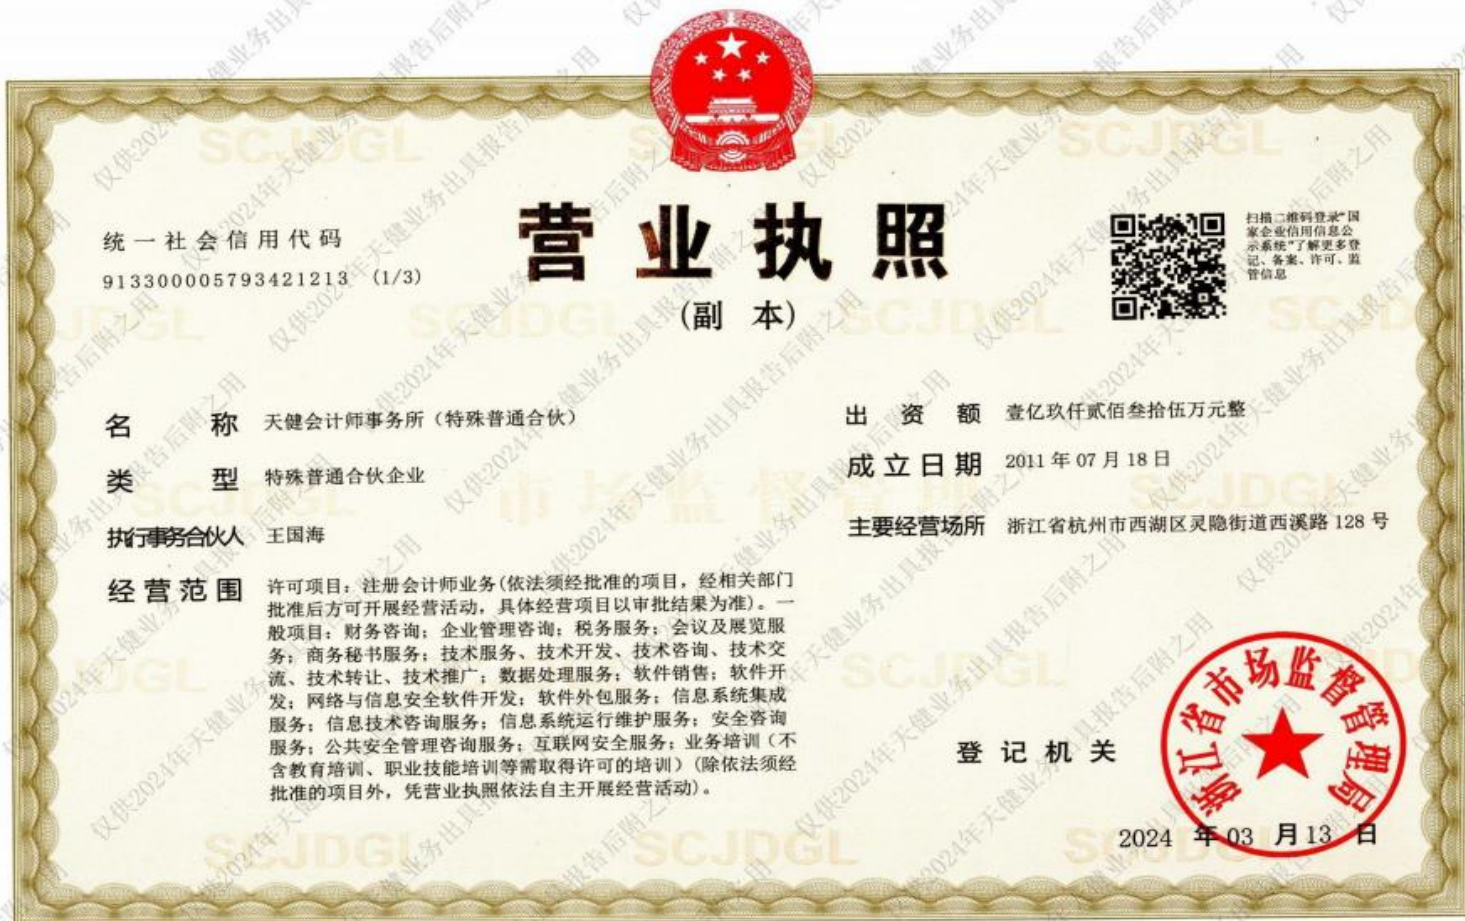 营业执照
(副 本)
统一社会信用代码
913300005793421213 (1/3)
扫描二维码登录“国
家企业信用信息公
示系统”了解更多登
记、备案、许可、监
管信息
名 称 天健会计师事务所（特殊普通合伙）
类 型 特殊普通合伙企业
执行事务合伙人 王国海
经营范围 许可项目：注册会计师业务(依法须经批准的项目，经相关部门
批准后方可开展经营活动，具体经营项目以审批结果为准)。一
般项目：财务咨询；企业管理咨询；税务服务；会议及展览服
务；商务秘书服务；技术服务、技术开发、技术咨询、技术交
流、技术转让、技术推广；数据处理服务；软件销售；软件开
发；网络与信息安全软件开发；软件外包服务；信息系统集成
服务；信息技术咨询服务；信息系统运行维护服务；安全咨询
服务；公共安全管理咨询服务；互联网安全服务；业务培训（不
含教育培训、职业技能培训等需取得许可的培训）(除依法须经
批准的项目外，凭营业执照依法自主开展经营活动)。
出 资 额 壹亿玖仟贰佰叁拾伍万元整
成立日期 2011 年 07 月 18 日
主要经营场所 浙江省杭州市西湖区灵隐街道西溪路 128 号
登记机关
浙江省市场监督管理局
2024 年 03 月 13 日
SCJDGL
市场监督管理
仅供2024年天健业务出具报告后附之用